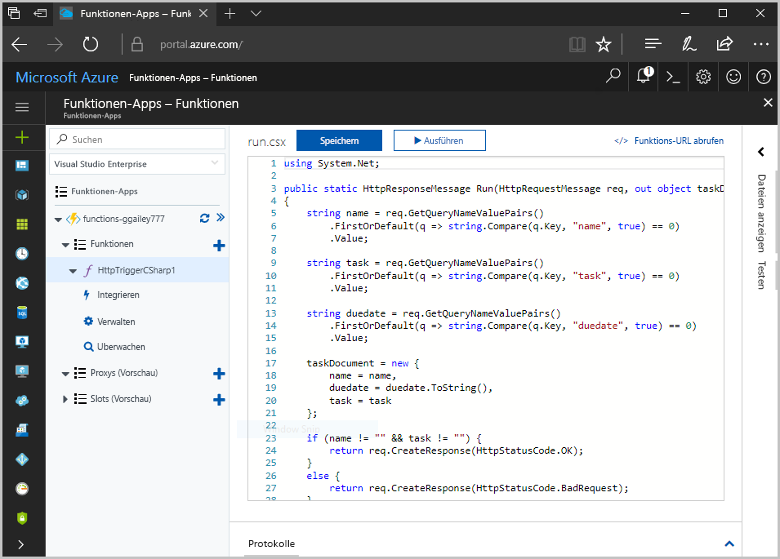 Funktionen-Apps – Funkt
portal.azure.com/
Microsoft Azure Funktionen-Apps – Funktionen
1
Funktionen-Apps – Funktionen
Funktionen-Apps
Suchen
Visual Studio Enterprise
Funktionen-Apps
functions-ggailey777
Funktionen
HttpTriggerCSharp1
Integrieren
Verwalten
Überwachen
Proxys (Vorschau)
Slots (Vorschau)
run.csx Speichern Ausführen </> Funktions-URL abrufen
1 using System.Net;
2
3 public static HttpResponseMessage Run(HttpRequestMessage req, out object taskD
4 {
5 string name = req.GetQueryNameValuePairs()
6 .FirstOrDefault(q => string.Compare(q.Key, "name", true) == 0)
7 .Value;
8
9 string task = req.GetQueryNameValuePairs()
10 .FirstOrDefault(q => string.Compare(q.Key, "task", true) == 0)
11 .Value;
12
13 string duedate = req.GetQueryNameValuePairs()
14 .FirstOrDefault(q => string.Compare(q.Key, "duedate", true) == 0)
15 .Value;
16
17 taskDocument = new {
18 name = name,
19 duedate = duedate.ToString(),
20 task = task
21 };
22
23 if (name != "" && task != "") {
24 return req.CreateResponse(HttpStatusCode.OK);
25 }
26 else {
27 return req.CreateResponse(HttpStatusCode.BadRequest);
28 }
Dateien anzeigen
Testen
Protokolle